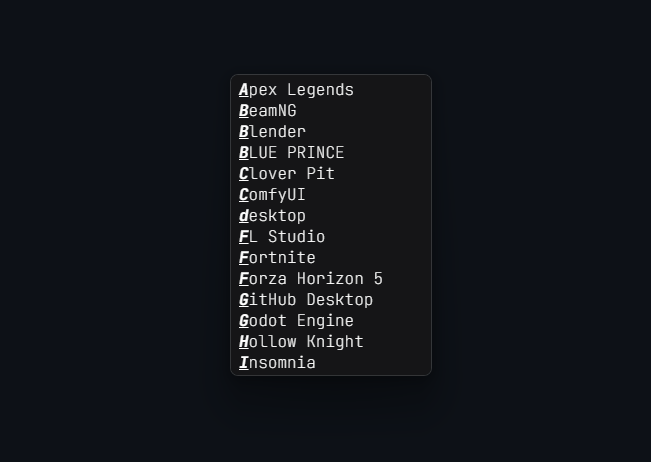 Apex Legends
BeamNG
Blender
BLUE PRINCE
Clover Pit
ComfyUI
desktop
FL Studio
Fortnite
Forza Horizon 5
GitHub Desktop
Godot Engine
Hollow Knight
Insomnia